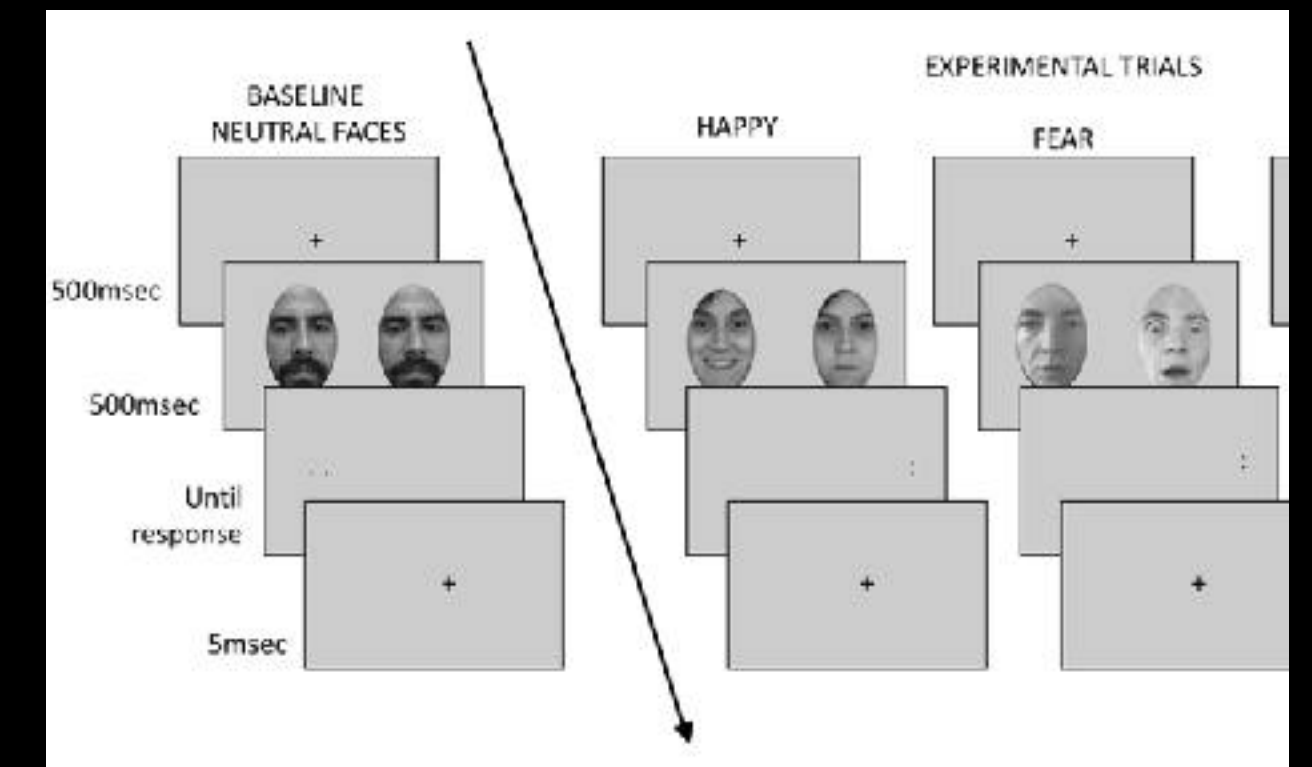 EXPERIMENTAL TRIALS
BASELINE
NEUTRAL FACES
HAPPY
FEAR
+
+
+
500msec
500msec
. .
:
:
Until
response
+
+
+
5msec